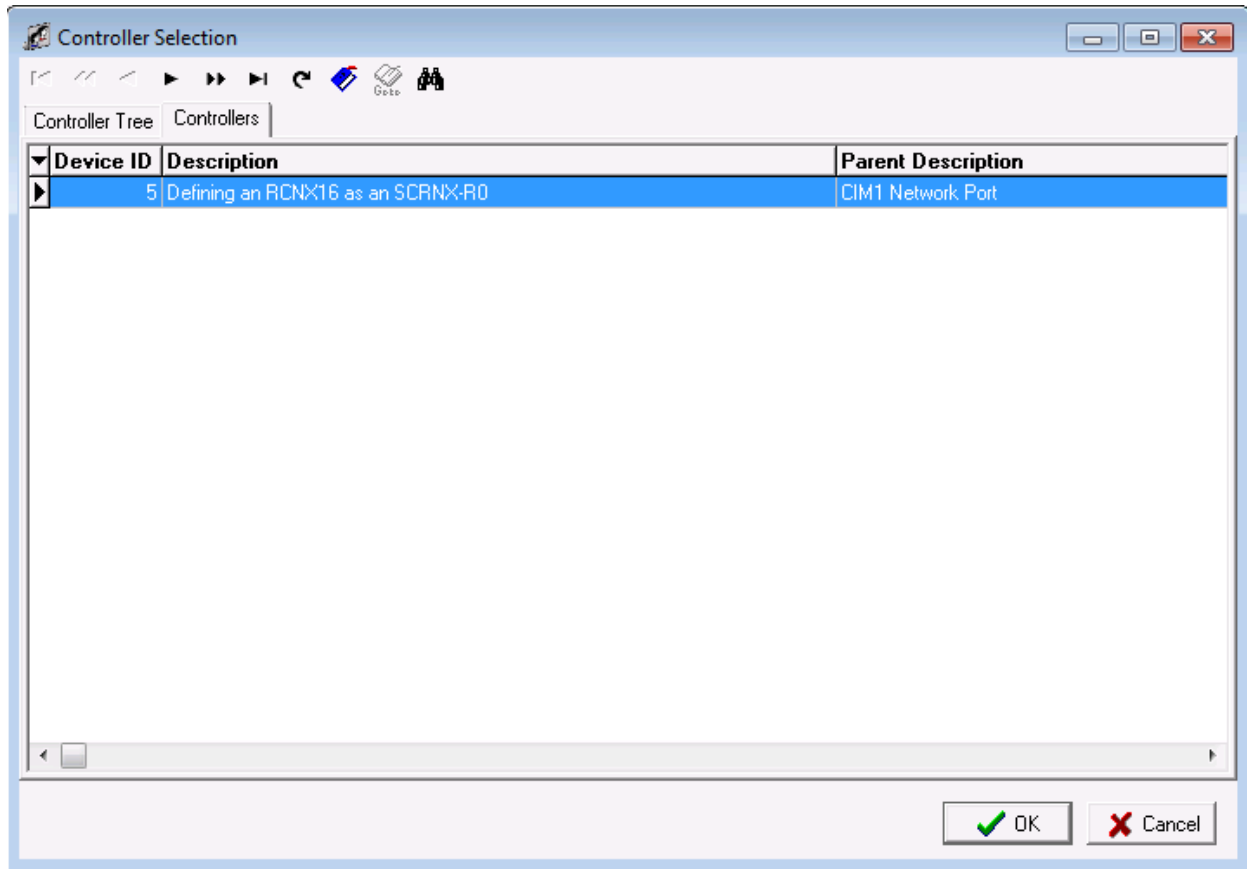 Controller Selection
Goto
Controller Tree Controllers
Device ID Description Parent Description
5 Defining an RCNX16 as an SCRNX-R0 CIM1 Network Port
OK Cancel